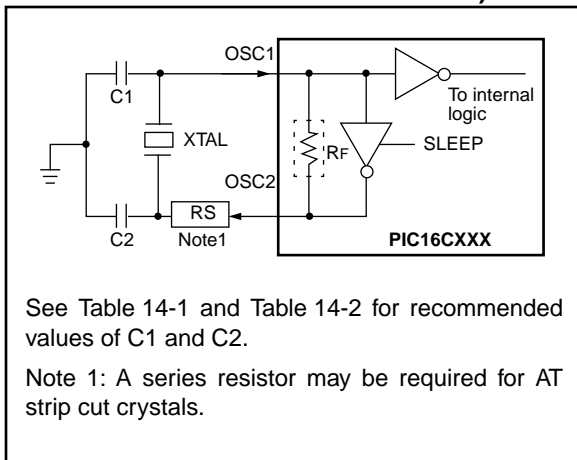 OSC1
C1
To internal
logic
XTAL
RF
SLEEP
OSC2
RS
C2
Note1
PIC16CXXX
See Table 14-1 and Table 14-2 for recommended
values of C1 and C2.
Note 1: A series resistor may be required for AT
strip cut crystals.